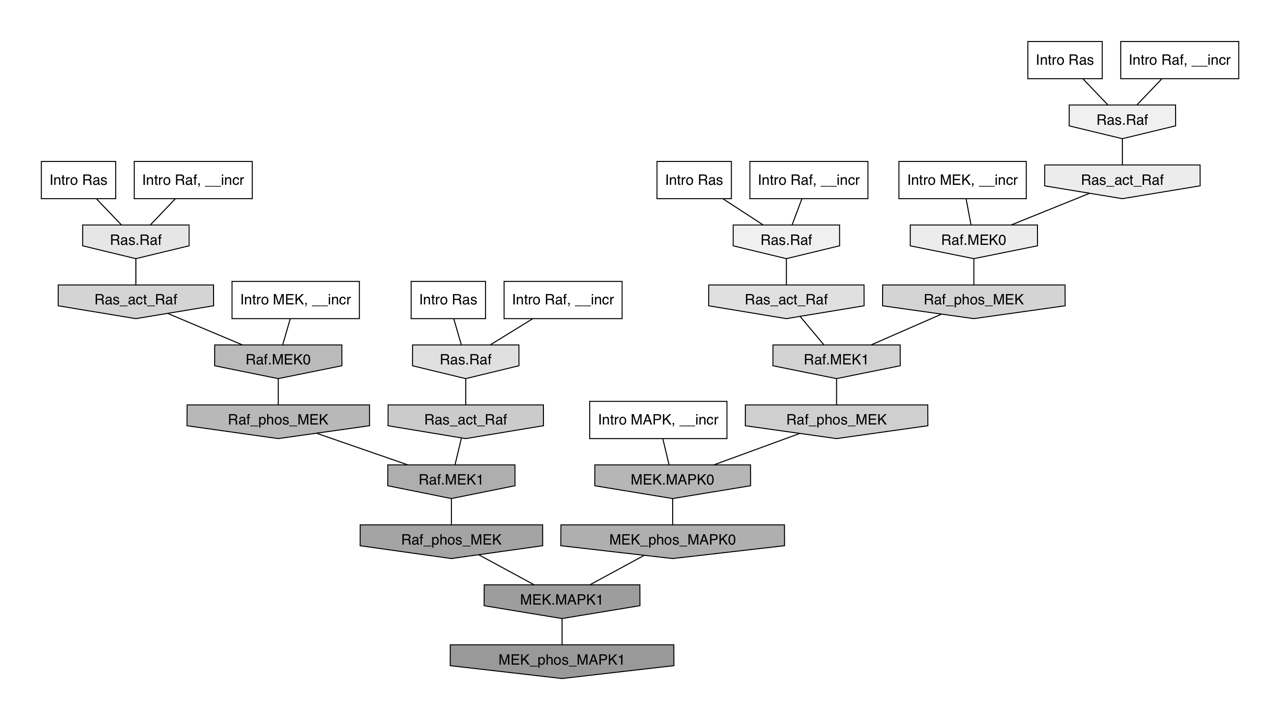 Intro Ras
Intro Raf, __incr
Ras.Raf
Intro Ras
Intro Raf, __incr
Intro Ras
Intro Raf, __incr
Intro MEK, __incr
Ras_act_Raf
Ras.Raf
Ras.Raf
Raf.MEK0
Ras_act_Raf
Intro MEK, __incr
Intro Ras
Intro Raf, __incr
Ras_act_Raf
Raf_phos_MEK
Raf.MEK0
Ras.Raf
Raf.MEK1
Raf_phos_MEK
Ras_act_Raf
Intro MAPK, __incr
Raf_phos_MEK
Raf.MEK1
MEK.MAPK0
Raf_phos_MEK
MEK_phos_MAPK0
MEK.MAPK1
MEK_phos_MAPK1